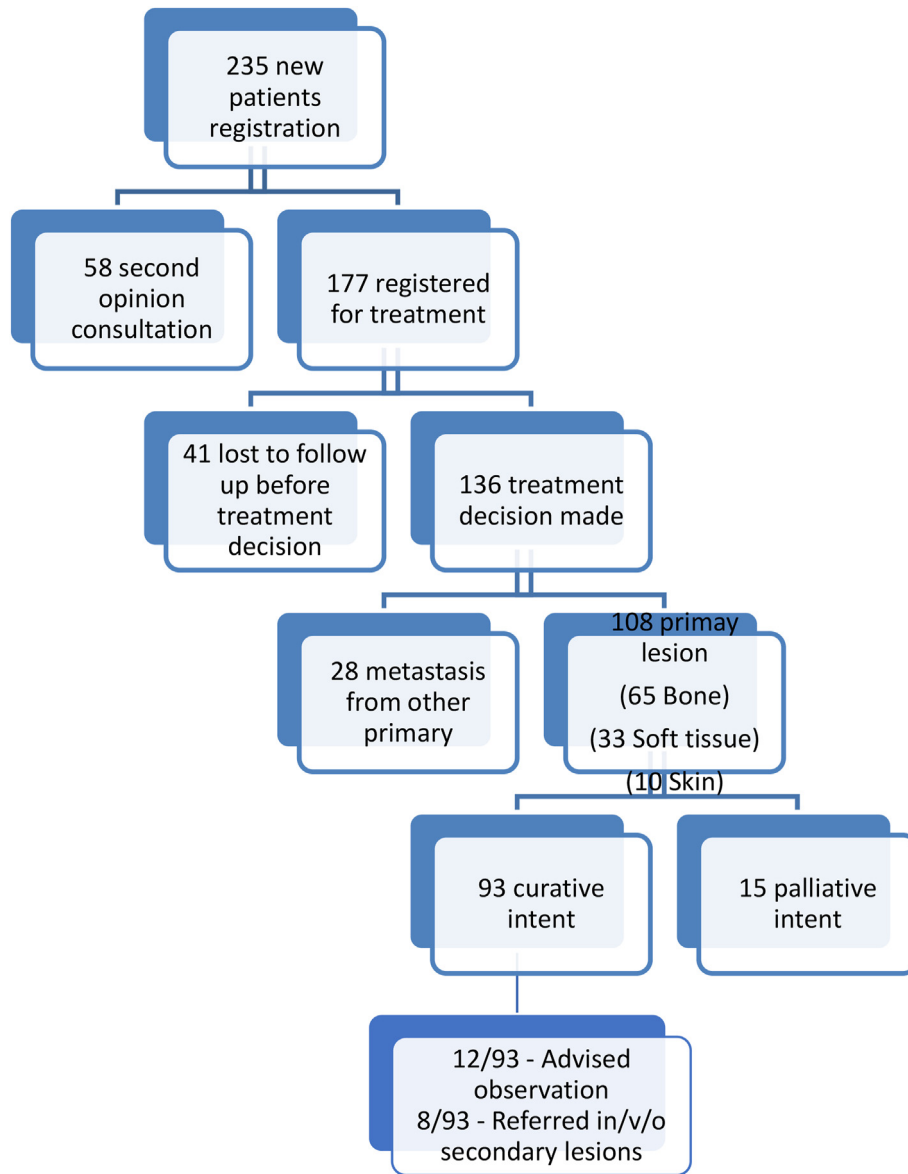 235 new
patients
registration
58 second
opinion
consultation
177 registered
for treatment
41 lost to follow
up before
treatment
decision
136 treatment
decision made
28 metastasis
from other
primary
108 primay
lesion
(65 Bone)
(33 Soft tissue)
(10 Skin)
93 curative
intent
15 palliative
intent
12/93 - Advised
observation
8/93 - Referred in/v/o
secondary lesions